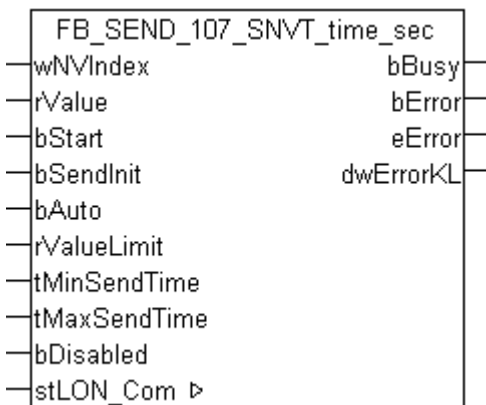 FB_SEND_107_SNVT_time_sec
wNVIndex bBusy
rValue bError
bStart eError
bSendInit dwErrorKL
bAuto
rValueLimit
tMinSendTime
tMaxSendTime
bDisabled
stLON_Com ▷